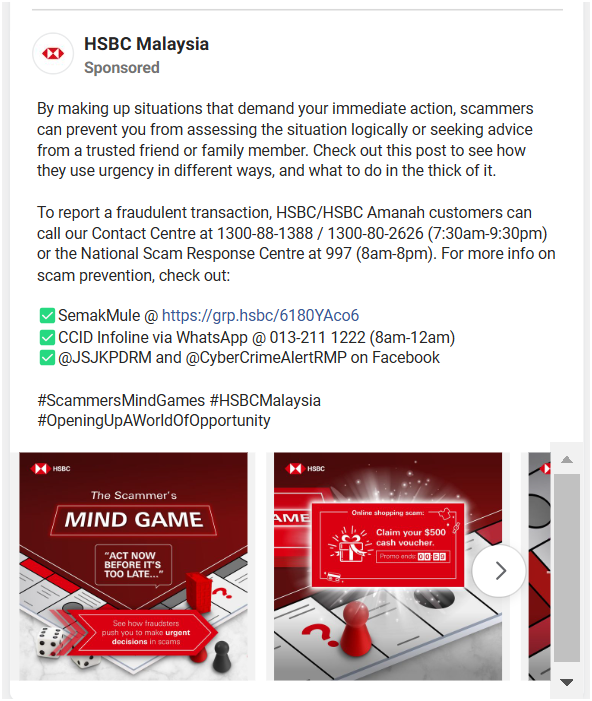 HSBC Malaysia
Sponsored
By making up situations that demand your immediate action, scammers
can prevent you from assessing the situation logically or seeking advice
from a trusted friend or family member. Check out this post to see how
they use urgency in different ways, and what to do in the thick of it.
To report a fraudulent transaction, HSBC/HSBC Amanah customers can
call our Contact Centre at 1300-88-1388 / 1300-80-2626 (7:30am-9:30pm)
or the National Scam Response Centre at 997 (8am-8pm). For more info on
scam prevention, check out:
✅SemakMule @ https://grp.hsbc/6180YAco6
✅CCID Infoline via WhatsApp @ 013-211 1222 (8am-12am)
✅@JSJKPDRM and @CyberCrimeAlertRMP on Facebook
#ScammersMindGames #HSBCMalaysia
#OpeningUpAWorldOfOpportunity
HSBC
The Scammer's
MIND GAME
"ACT NOW
BEFORE IT'S
TOO LATE..."
?
See how fraudsters
push you to make urgent
decisions in scams
HSBC
AME
Online shopping scam:
Claim your $500
cash voucher.
Promo ends: 00:59
?